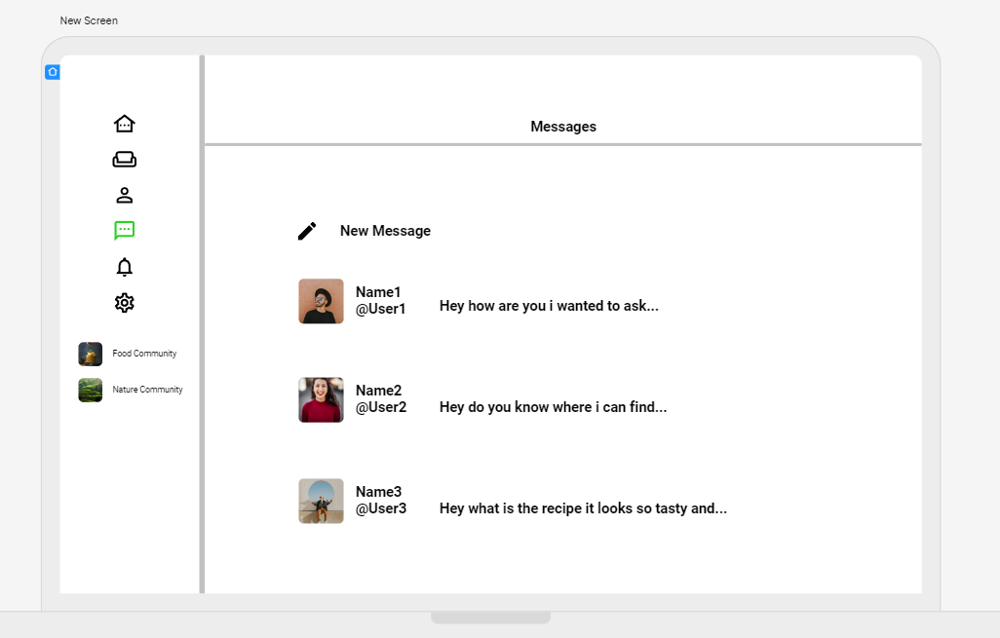 New Screen
Messages
New Message
Name1
@User1
Hey how are you i wanted to ask...
Food Community
Name2
@User2
Hey do you know where i can find...
Nature Community
Name3
@User3
Hey what is the recipe it looks so tasty and...